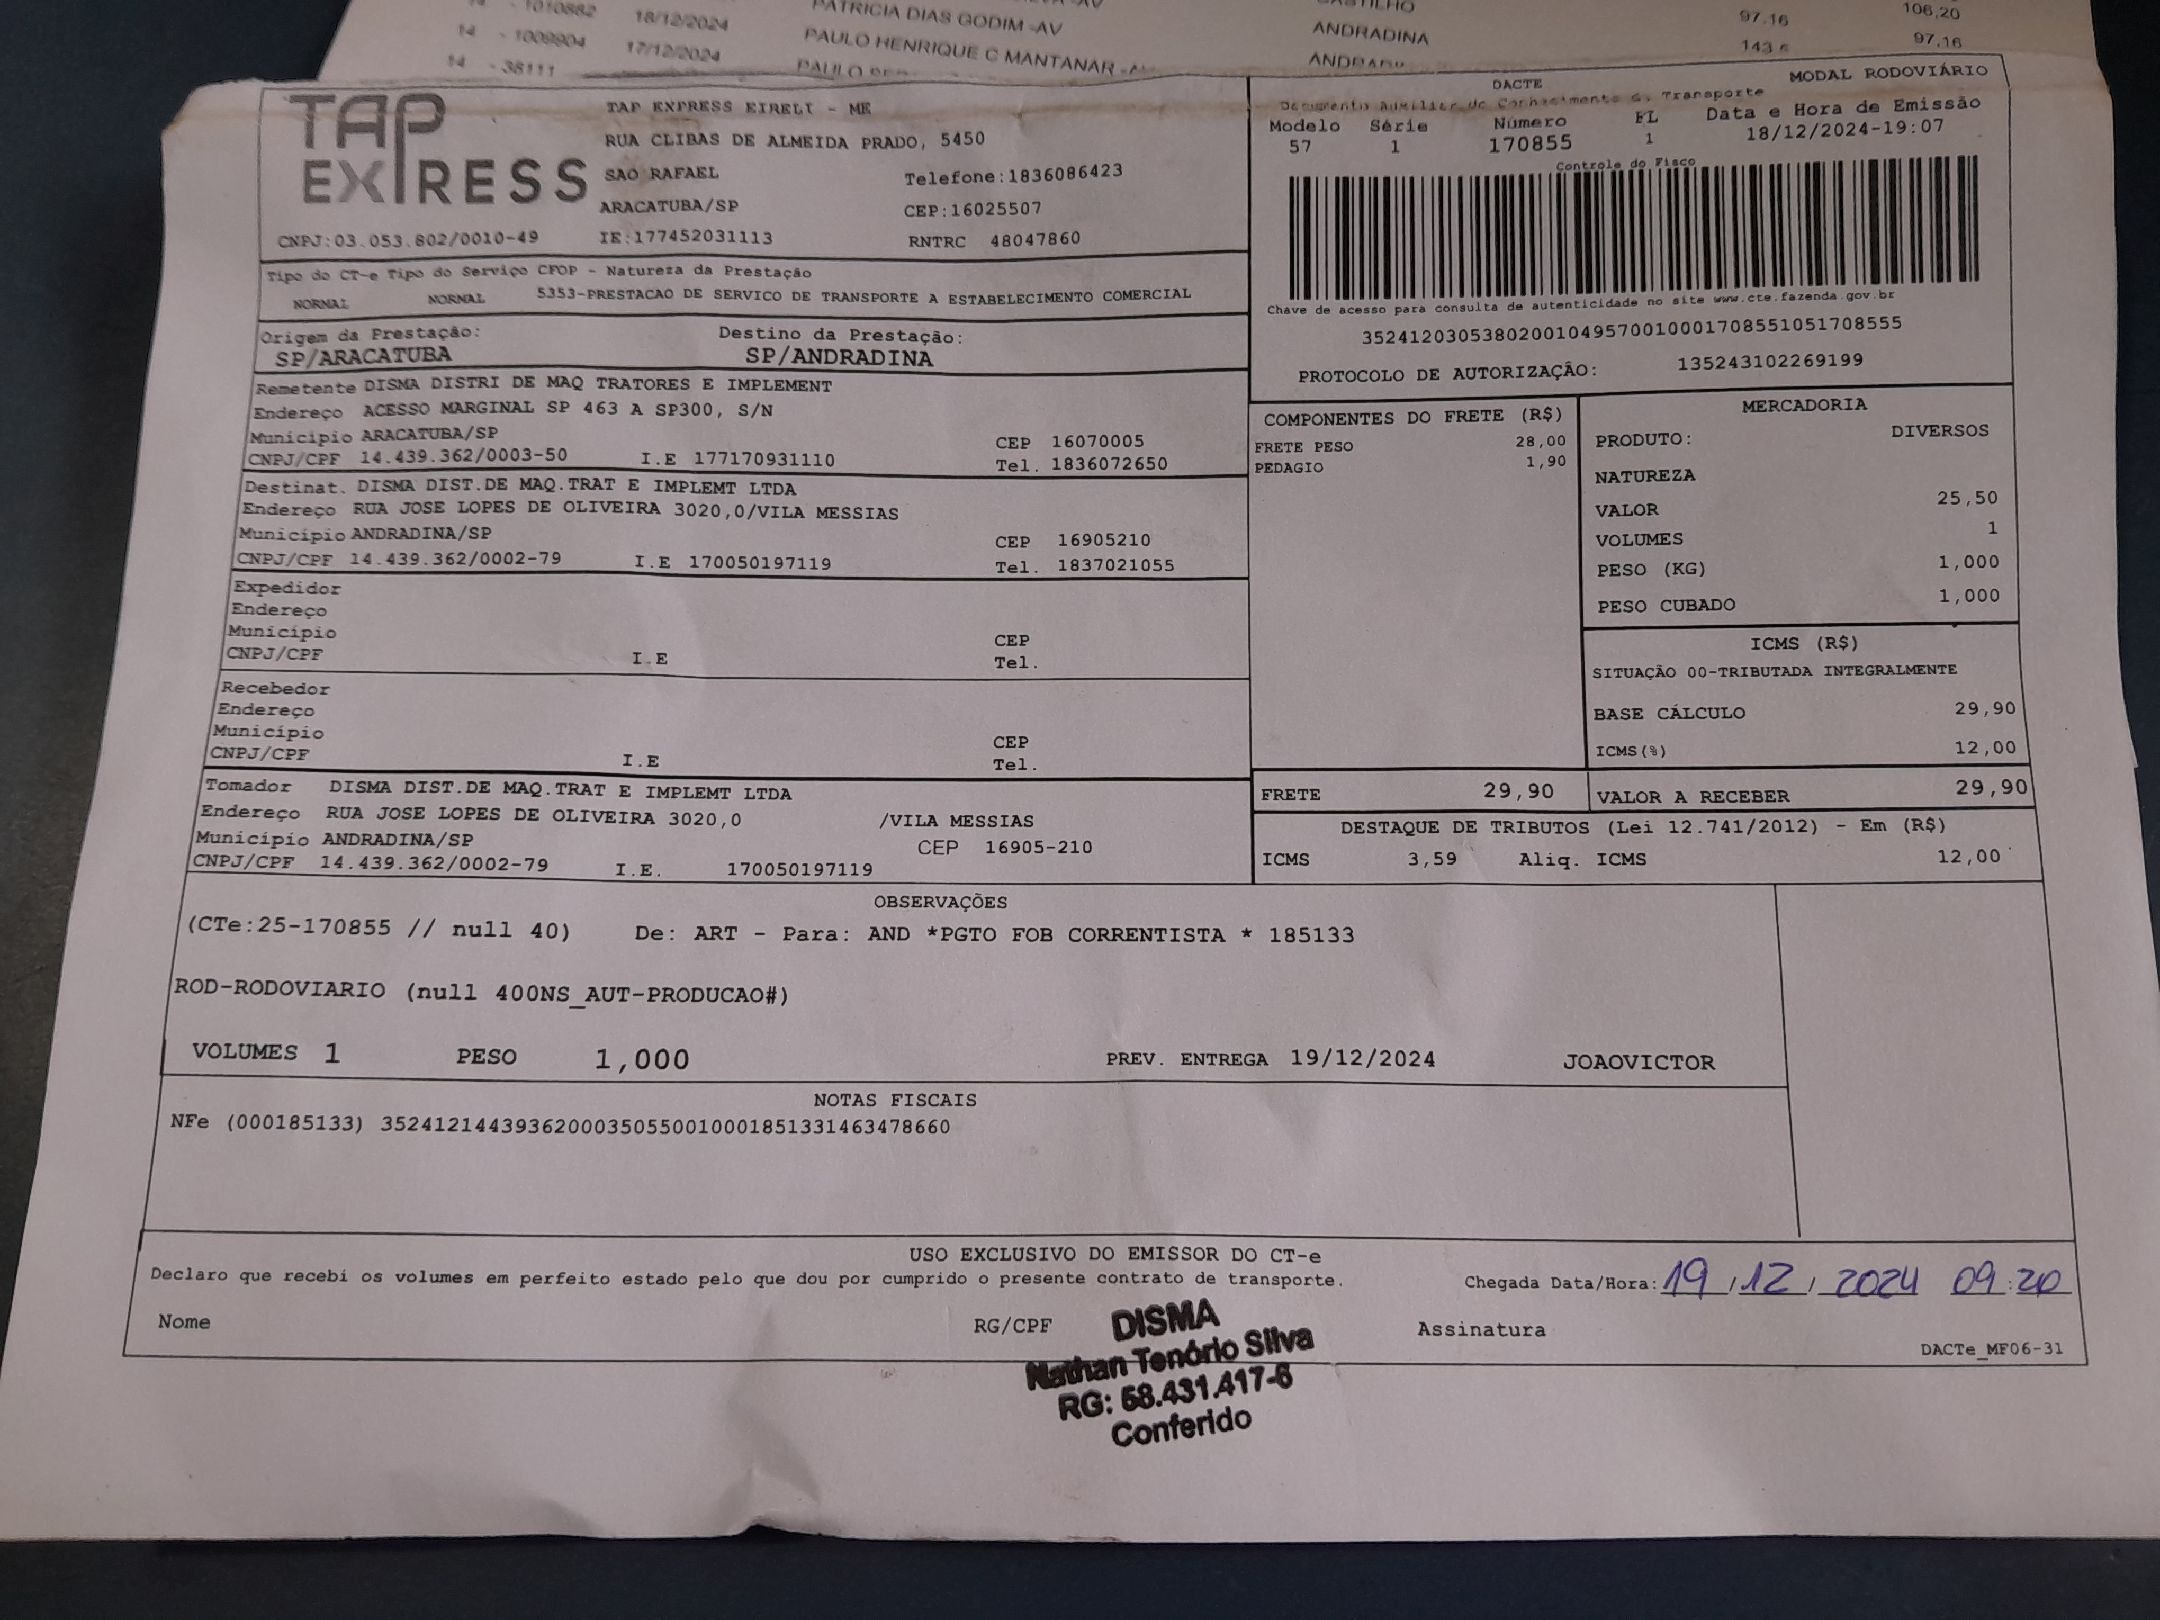 14 - 1010882 18/12/2024 PATRICIA DIAS GODIM -AV ANDRADINA 97,16 106,20
14 - 1009904 17/12/2024 PAULO HENRIQUE C MANTANAR ANDRADI 143 97,16
14 - 38111 PAULO
TAP EXPRESS
TAP EXPRESS EIRELI - ME
RUA CLIBAS DE ALMEIDA PRADO, 5450
SAO RAFAEL Telefone:1836086423
ARACATUBA/SP CEP:16025507
CNPJ:03.053.802/0010-49 IE:177452031113 RNTRC 48047860
DACTE MODAL RODOVIÁRIO
Documento Auxiliar do Conhecimento de Transporte
Modelo Série Número FL Data e Hora de Emissão
57 1 170855 1 18/12/2024-19:07
Controle do Fisco
Chave de acesso para consulta de autenticidade no site www.cte.fazenda.gov.br
35241203053802001049570010001708551051708555
PROTOCOLO DE AUTORIZAÇÃO: 135243102269199
Tipo do CT-e Tipo do Serviço CFOP - Natureza da Prestação
NORMAL NORMAL 5353-PRESTACAO DE SERVICO DE TRANSPORTE A ESTABELECIMENTO COMERCIAL
Origem da Prestação: Destino da Prestação:
SP/ARACATUBA SP/ANDRADINA
Remetente DISMA DISTRI DE MAQ TRATORES E IMPLEMENT
Endereço ACESSO MARGINAL SP 463 A SP300, S/N
Município ARACATUBA/SP CEP 16070005
CNPJ/CPF 14.439.362/0003-50 I.E 177170931110 Tel. 1836072650
Destinat. DISMA DIST.DE MAQ.TRAT E IMPLEMT LTDA
Endereço RUA JOSE LOPES DE OLIVEIRA 3020,0/VILA MESSIAS
Município ANDRADINA/SP CEP 16905210
CNPJ/CPF 14.439.362/0002-79 I.E 170050197119 Tel. 1837021055
Expedidor
Endereço
Município CEP
CNPJ/CPF I.E Tel.
Recebedor
Endereço
Município CEP
CNPJ/CPF I.E Tel.
Tomador DISMA DIST.DE MAQ.TRAT E IMPLEMT LTDA
Endereço RUA JOSE LOPES DE OLIVEIRA 3020,0 /VILA MESSIAS
Município ANDRADINA/SP CEP 16905-210
CNPJ/CPF 14.439.362/0002-79 I.E. 170050197119
COMPONENTES DO FRETE (R$)
FRETE PESO 28,00
PEDAGIO 1,90
MERCADORIA
PRODUTO: DIVERSOS
NATUREZA
VALOR 25,50
VOLUMES 1
PESO (KG) 1,000
PESO CUBADO 1,000
ICMS (R$)
SITUAÇÃO 00-TRIBUTADA INTEGRALMENTE
BASE CÁLCULO 29,90
ICMS(%) 12,00
FRETE 29,90 VALOR A RECEBER 29,90
DESTAQUE DE TRIBUTOS (Lei 12.741/2012) - Em (R$)
ICMS 3,59 Aliq. ICMS 12,00
OBSERVAÇÕES
(CTe:25-170855 // null 40) De: ART - Para: AND *PGTO FOB CORRENTISTA * 185133
ROD-RODOVIARIO (null 400NS_AUT-PRODUCAO#)
VOLUMES 1 PESO 1,000 PREV. ENTREGA 19/12/2024 JOAOVICTOR
NOTAS FISCAIS
NFe (000185133) 35241214439362000350550010001851331463478660
USO EXCLUSIVO DO EMISSOR DO CT-e
Declaro que recebi os volumes em perfeito estado pelo que dou por cumprido o presente contrato de transporte. Chegada Data/Hora: 19/12/2024 09:20
Nome RG/CPF Assinatura
DACTe_MF06-31
DISMA
Nathan Tenório Silva
RG: 58.431.417-6
Conferido